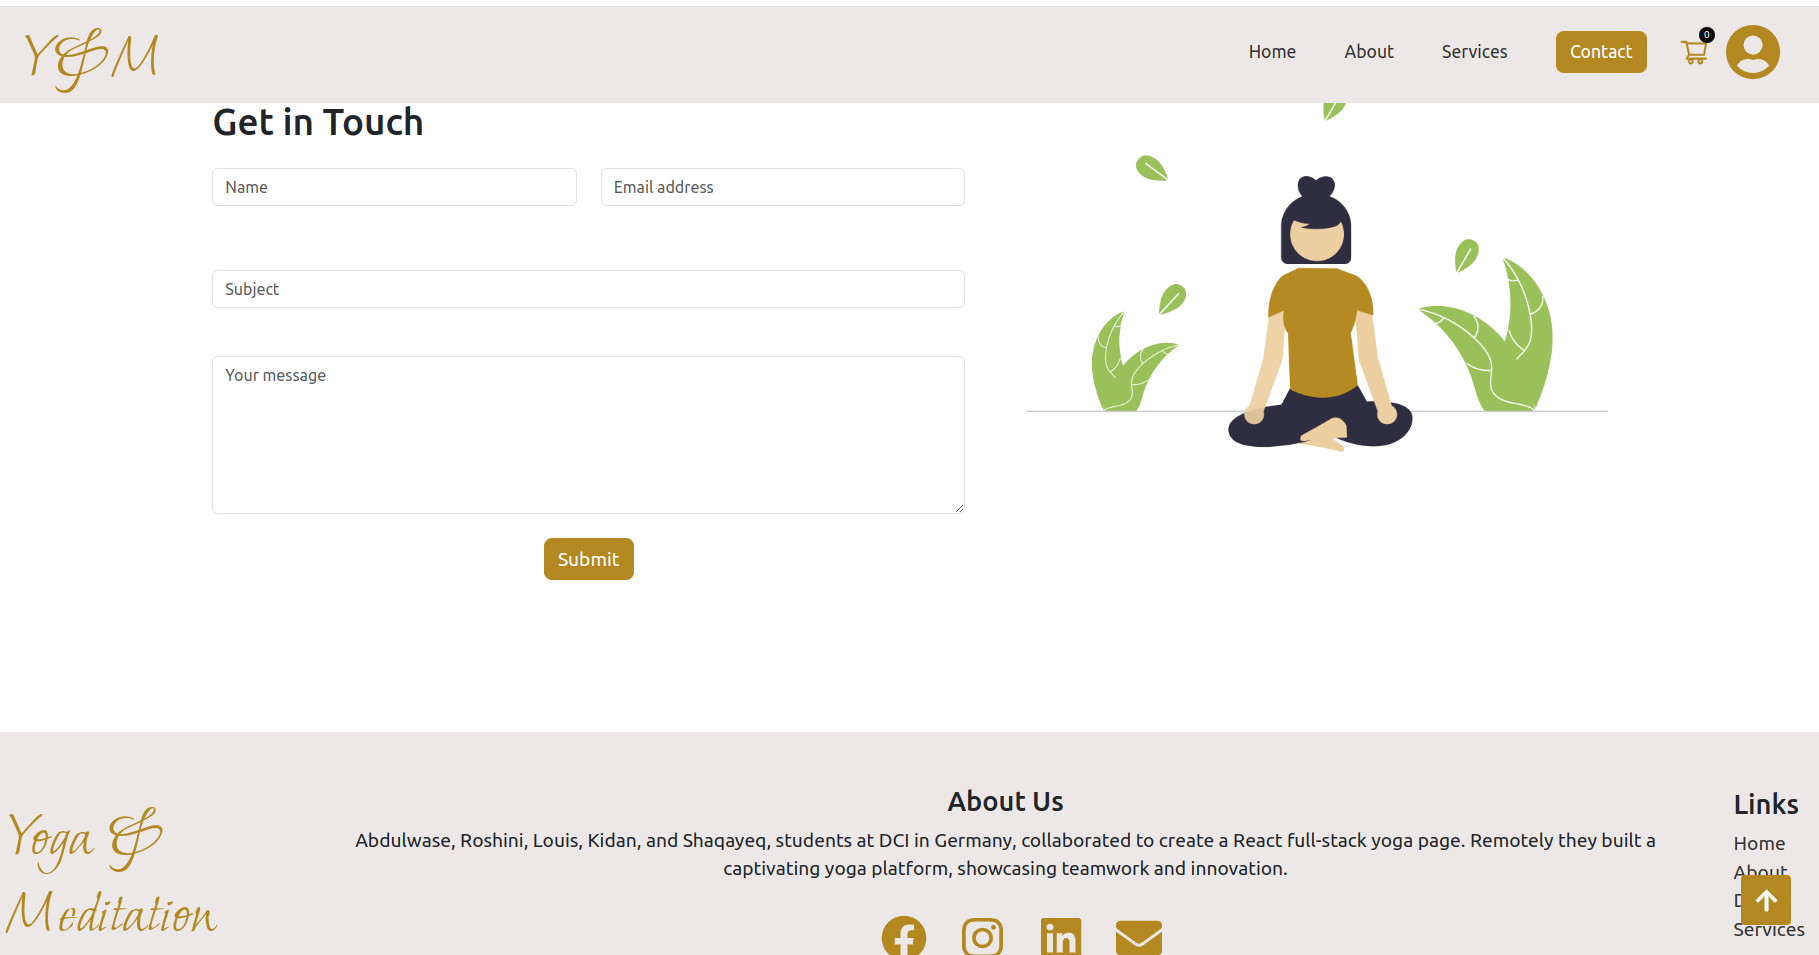 Y&M
Home About Services Contact 0
Get in Touch
Name Email address
Subject
Your message
Submit
Yoga &
Meditation
About Us
Abdulwase, Roshini, Louis, Kidan, and Shaqayeq, students at DCI in Germany, collaborated to create a React full-stack yoga page. Remotely they built a
captivating yoga platform, showcasing teamwork and innovation.
Links
Home
About
Services